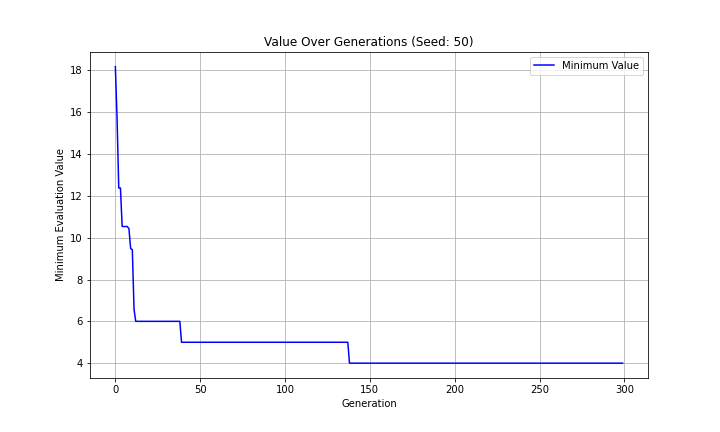 Value Over Generations (Seed: 50)
Minimum Value
18
16
14
12
10
8
6
4
Minimum Evaluation Value
0 50 100 150 200 250 300
Generation